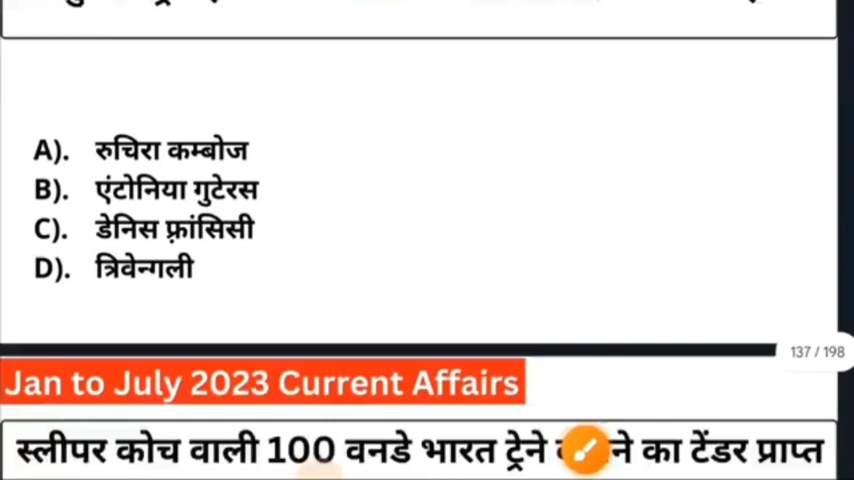 A). रुचिरा कम्बोज
B). एंटोनिया गुटेरस
C). डेनिस फ़्रांसिसी
D). त्रिवेन्गली
137 / 198
Jan to July 2023 Current Affairs
स्लीपर कोच वाली 100 वनडे भारत ट्रेने का टेंडर प्राप्त